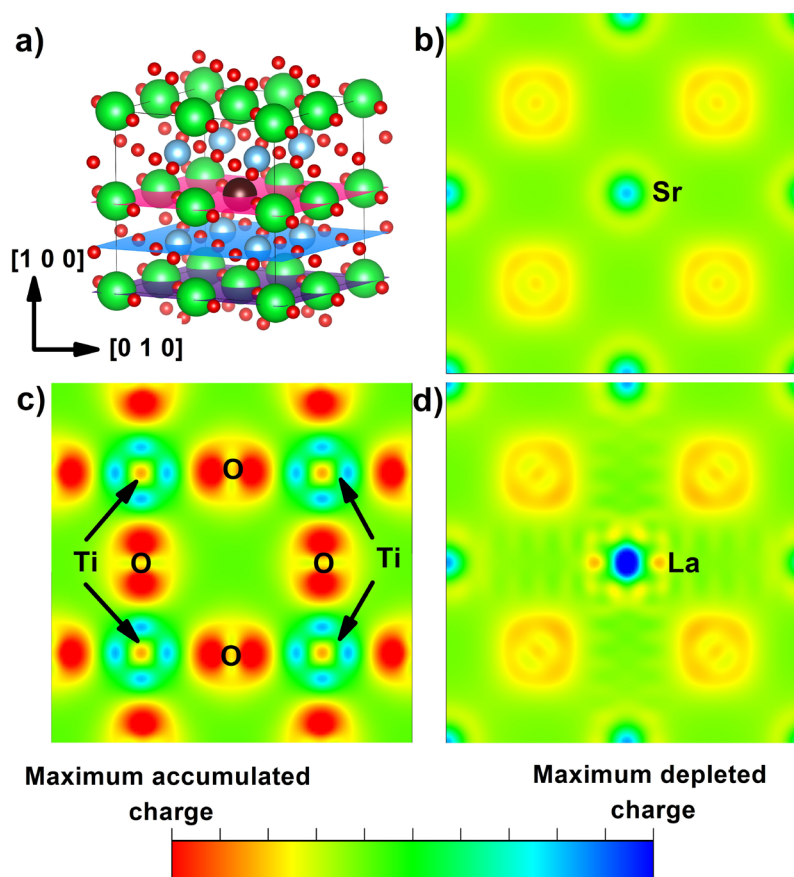 a)
[1 0 0]
[0 1 0]
b)
Sr
c)
O
Ti
O
O
Ti
O
d)
La
Maximum accumulated
charge
Maximum depleted
charge